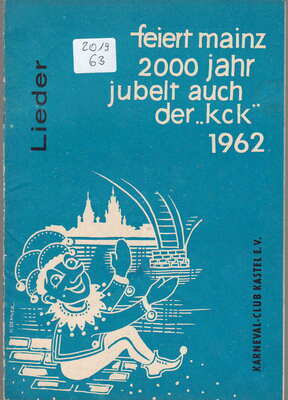 Lieder
2019
63
feiert mainz
2000 jahr
jubelt auch
der „kck"
1962
KARNEVAL-CLUB KASTEL E.V.